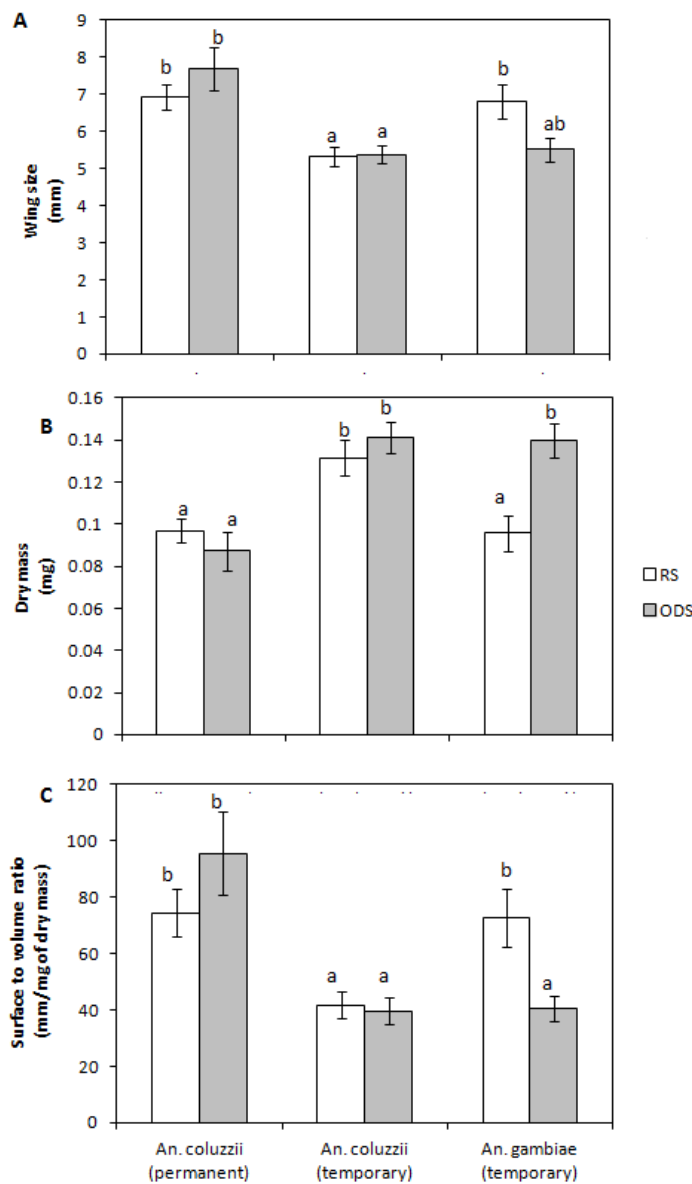 A
9
8
7
6
5
4
3
2
1
0
Wing size
(mm)
b
b
a
a
b
ab
B
0.16
0.14
0.12
0.1
0.08
0.06
0.04
0.02
0
Dry mass
(mg)
a
a
b
b
a
b
RS
ODS
C
120
100
80
60
40
20
0
Surface to volume ratio
(mm/mg of dry mass)
b
b
a
a
b
a
An. coluzzii
(permanent)
An. coluzzii
(temporary)
An. gambiae
(temporary)